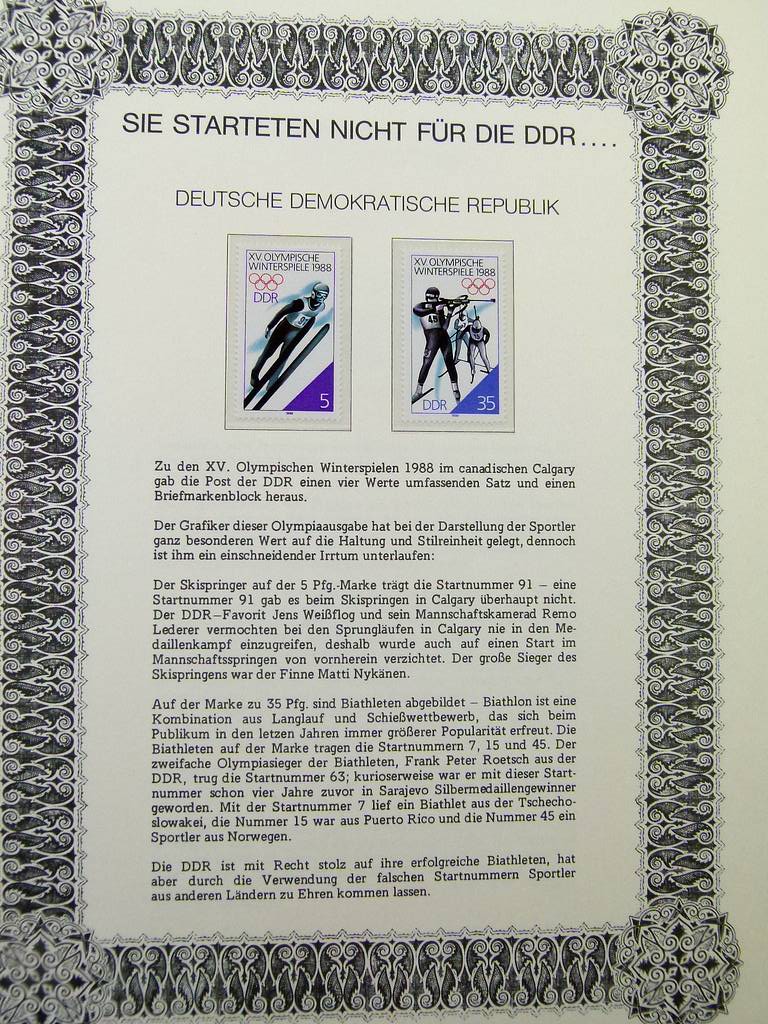 SIE STARTETEN NICHT FÜR DIE DDR....
DEUTSCHE DEMOKRATISCHE REPUBLIK
XV. OLYMPISCHE
WINTERSPIELE 1988
DDR
91
5
XV. OLYMPISCHE
WINTERSPIELE 1988
45
DDR
35
Zu den XV. Olympischen Winterspielen 1988 im canadischen Calgary
gab die Post der DDR einen vier Werte umfassenden Satz und einen
Briefmarkenblock heraus.
Der Grafiker dieser Olympiaausgabe hat bei der Darstellung der Sportler
ganz besonderen Wert auf die Haltung und Stilreinheit gelegt, dennoch
ist ihm ein einschneidender Irrtum unterlaufen:
Der Skispringer auf der 5 Pfg.-Marke trägt die Startnummer 91 – eine
Startnummer 91 gab es beim Skispringen in Calgary überhaupt nicht.
Der DDR–Favorit Jens Weißflog und sein Mannschaftskamerad Remo
Lederer vermochten bei den Sprungläufen in Calgary nie in den Me-
daillenkampf einzugreifen, deshalb wurde auch auf einen Start im
Mannschaftsspringen von vornherein verzichtet. Der große Sieger des
Skispringens war der Finne Matti Nykänen.
Auf der Marke zu 35 Pfg. sind Biathleten abgebildet – Biathlon ist eine
Kombination aus Langlauf und Schießwettbewerb, das sich beim
Publikum in den letzen Jahren immer größerer Popularität erfreut. Die
Biathleten auf der Marke tragen die Startnummern 7, 15 und 45. Der
zweifache Olympiasieger der Biathleten, Frank Peter Roetsch aus der
DDR, trug die Startnummer 63; kurioserweise war er mit dieser Start-
nummer schon vier Jahre zuvor in Sarajevo Silbermedaillengewinner
geworden. Mit der Startnummer 7 lief ein Biathlet aus der Tschecho-
slowakei, die Nummer 15 war aus Puerto Rico und die Nummer 45 ein
Sportler aus Norwegen.
Die DDR ist mit Recht stolz auf ihre erfolgreiche Biathleten, hat
aber durch die Verwendung der falschen Startnummern Sportler
aus anderen Ländern zu Ehren kommen lassen.